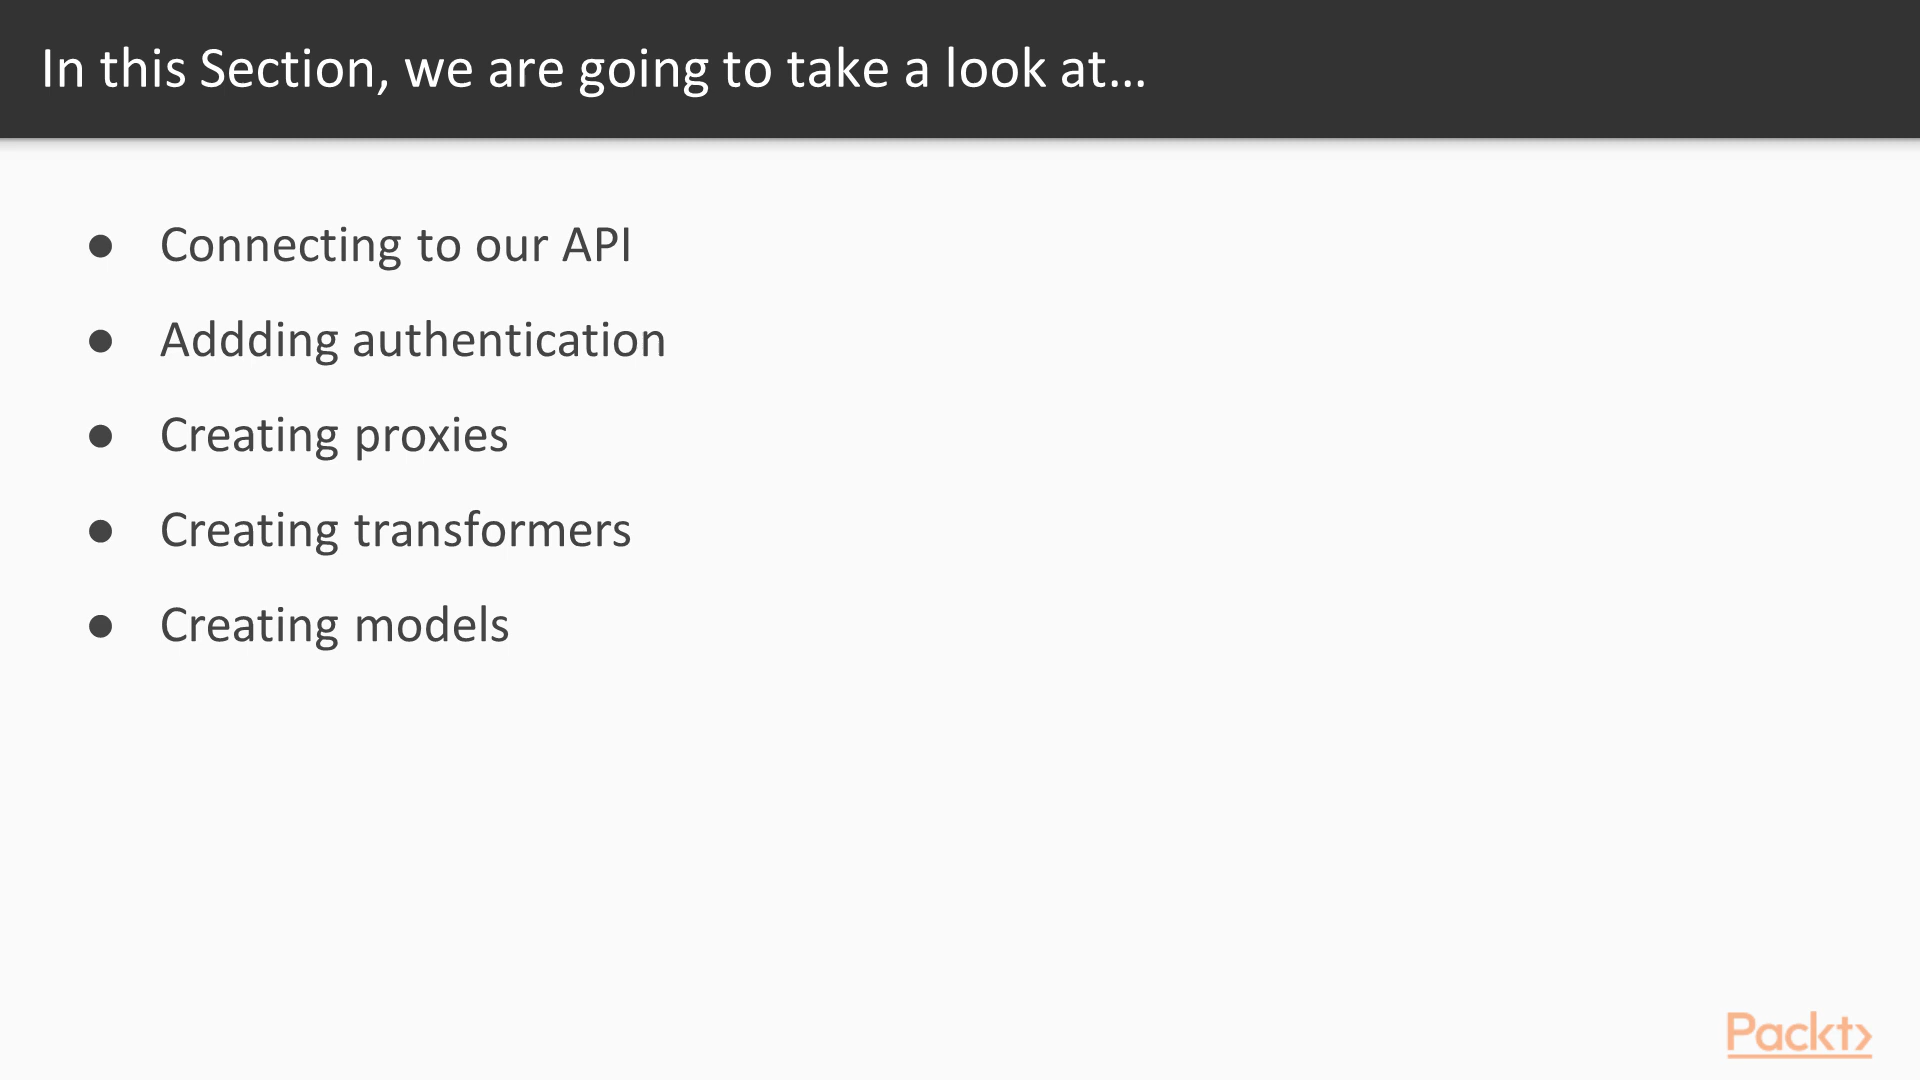 In this Section, we are going to take a look at...
● Connecting to our API
● Addding authentication
● Creating proxies
● Creating transformers
● Creating models
Packt>